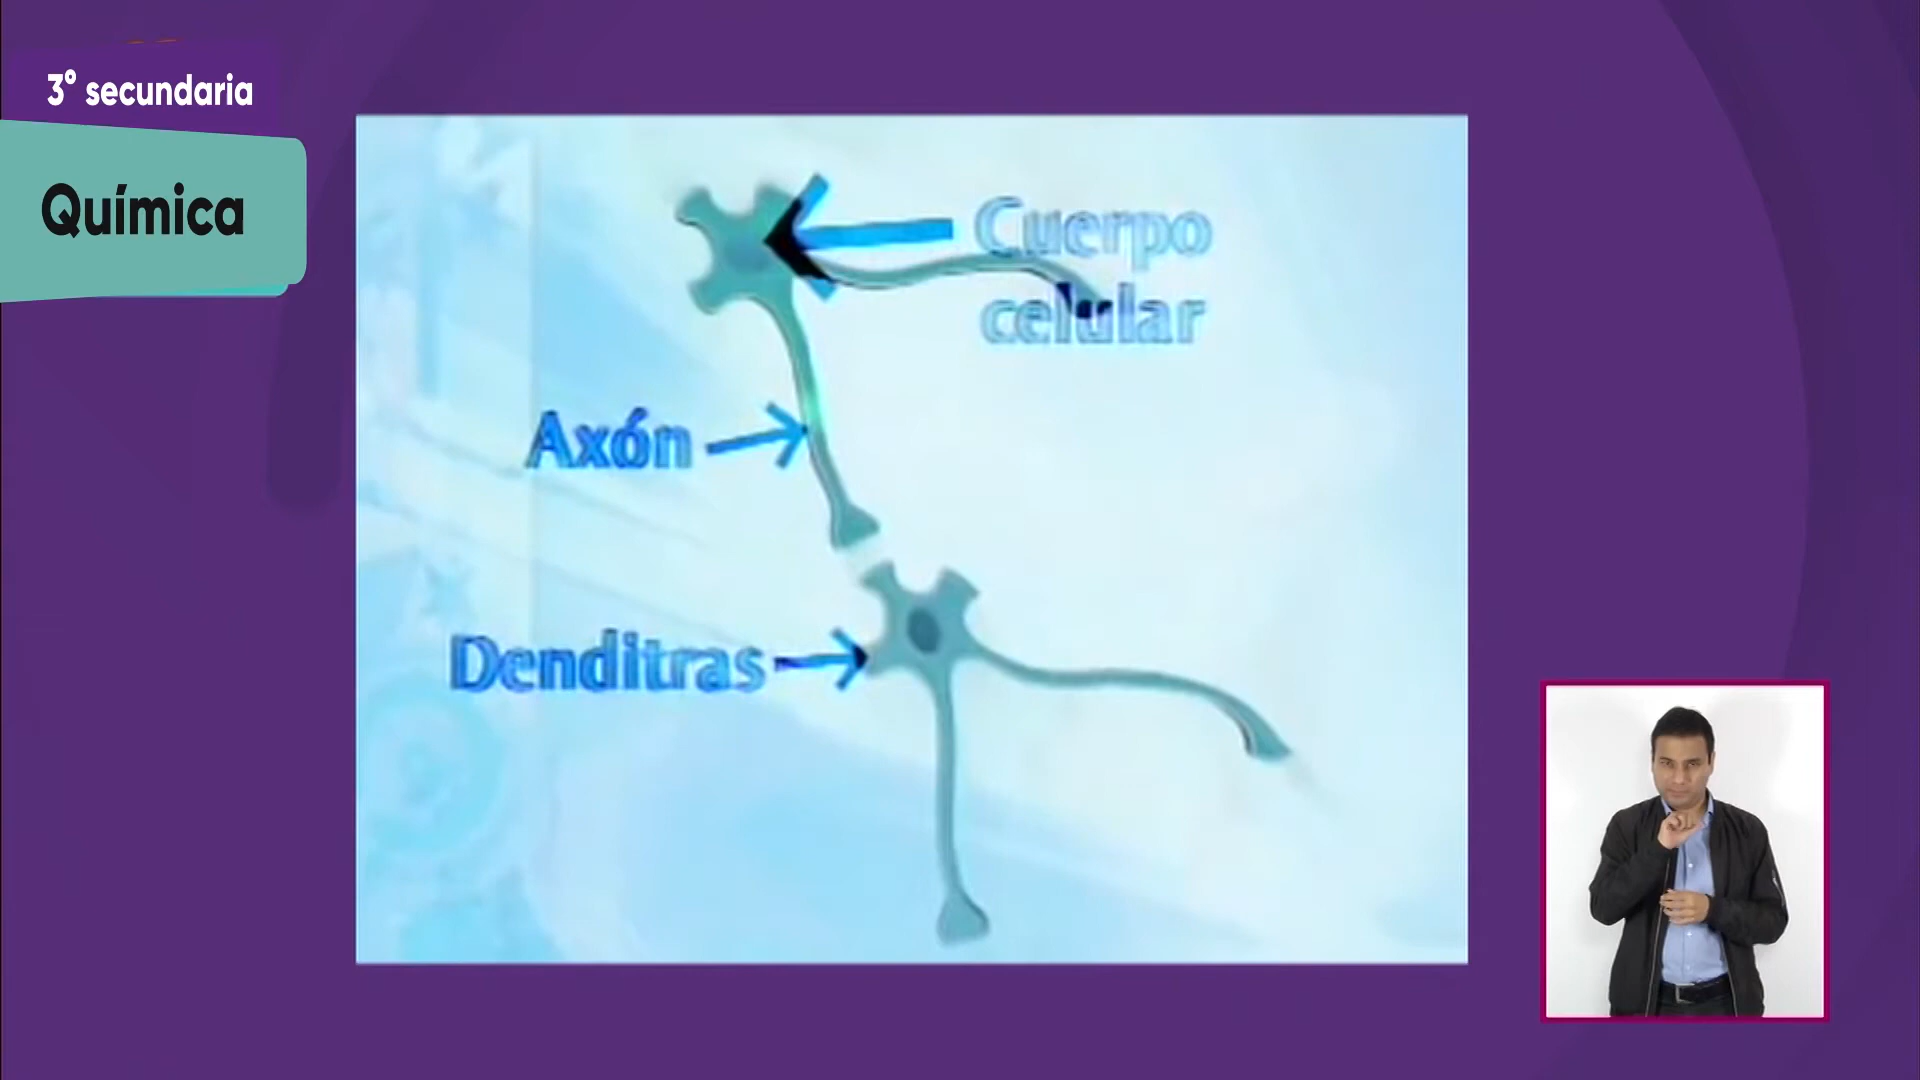 3° secundaria
Química
Cuerpo
celular
Axón
Denditras